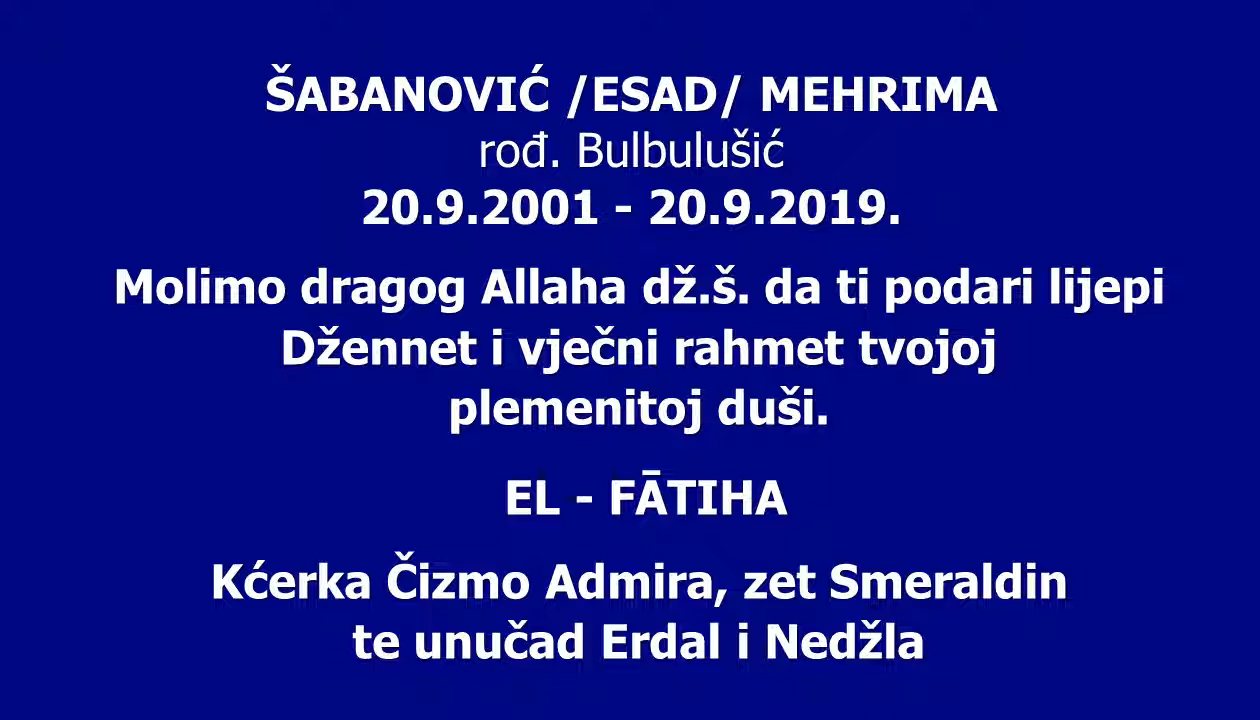 ŠABANOVIĆ /ESAD/ MEHRIMA
rođ. Bulbulušić
20.9.2001 - 20.9.2019.
Molimo dragog Allaha dž.š. da ti podari lijepi
Džennet i vječni rahmet tvojoj
plemenitoj duši.
EL - FĀTIHA
Kćerka Čizmo Admira, zet Smeraldin
te unučad Erdal i Nedžla